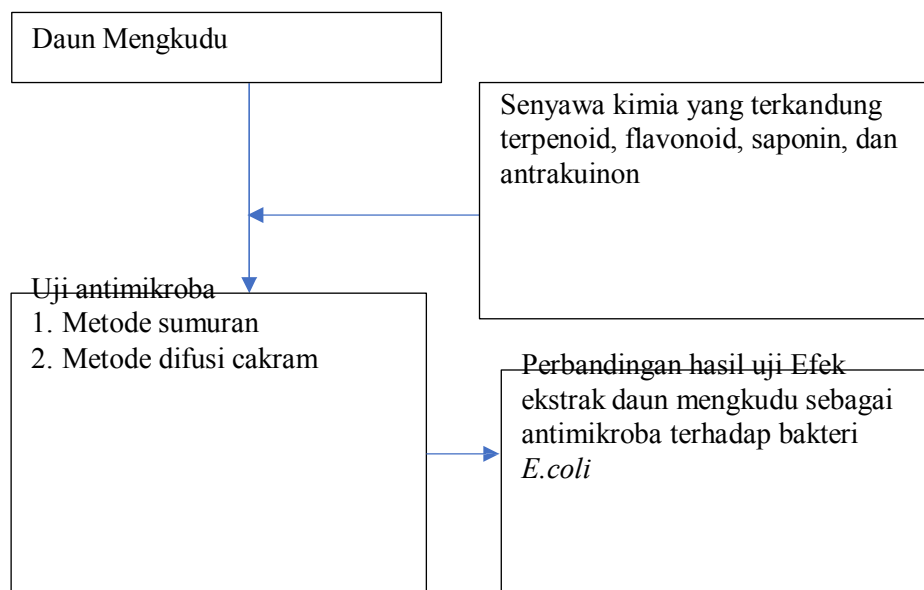 Daun Mengkudu
Senyawa kimia yang terkandung
terpenoid, flavonoid, saponin, dan
antrakuinon
Uji antimikroba
1. Metode sumuran
2. Metode difusi cakram
Perbandingan hasil uji Efek
ekstrak daun mengkudu sebagai
antimikroba terhadap bakteri
E.coli